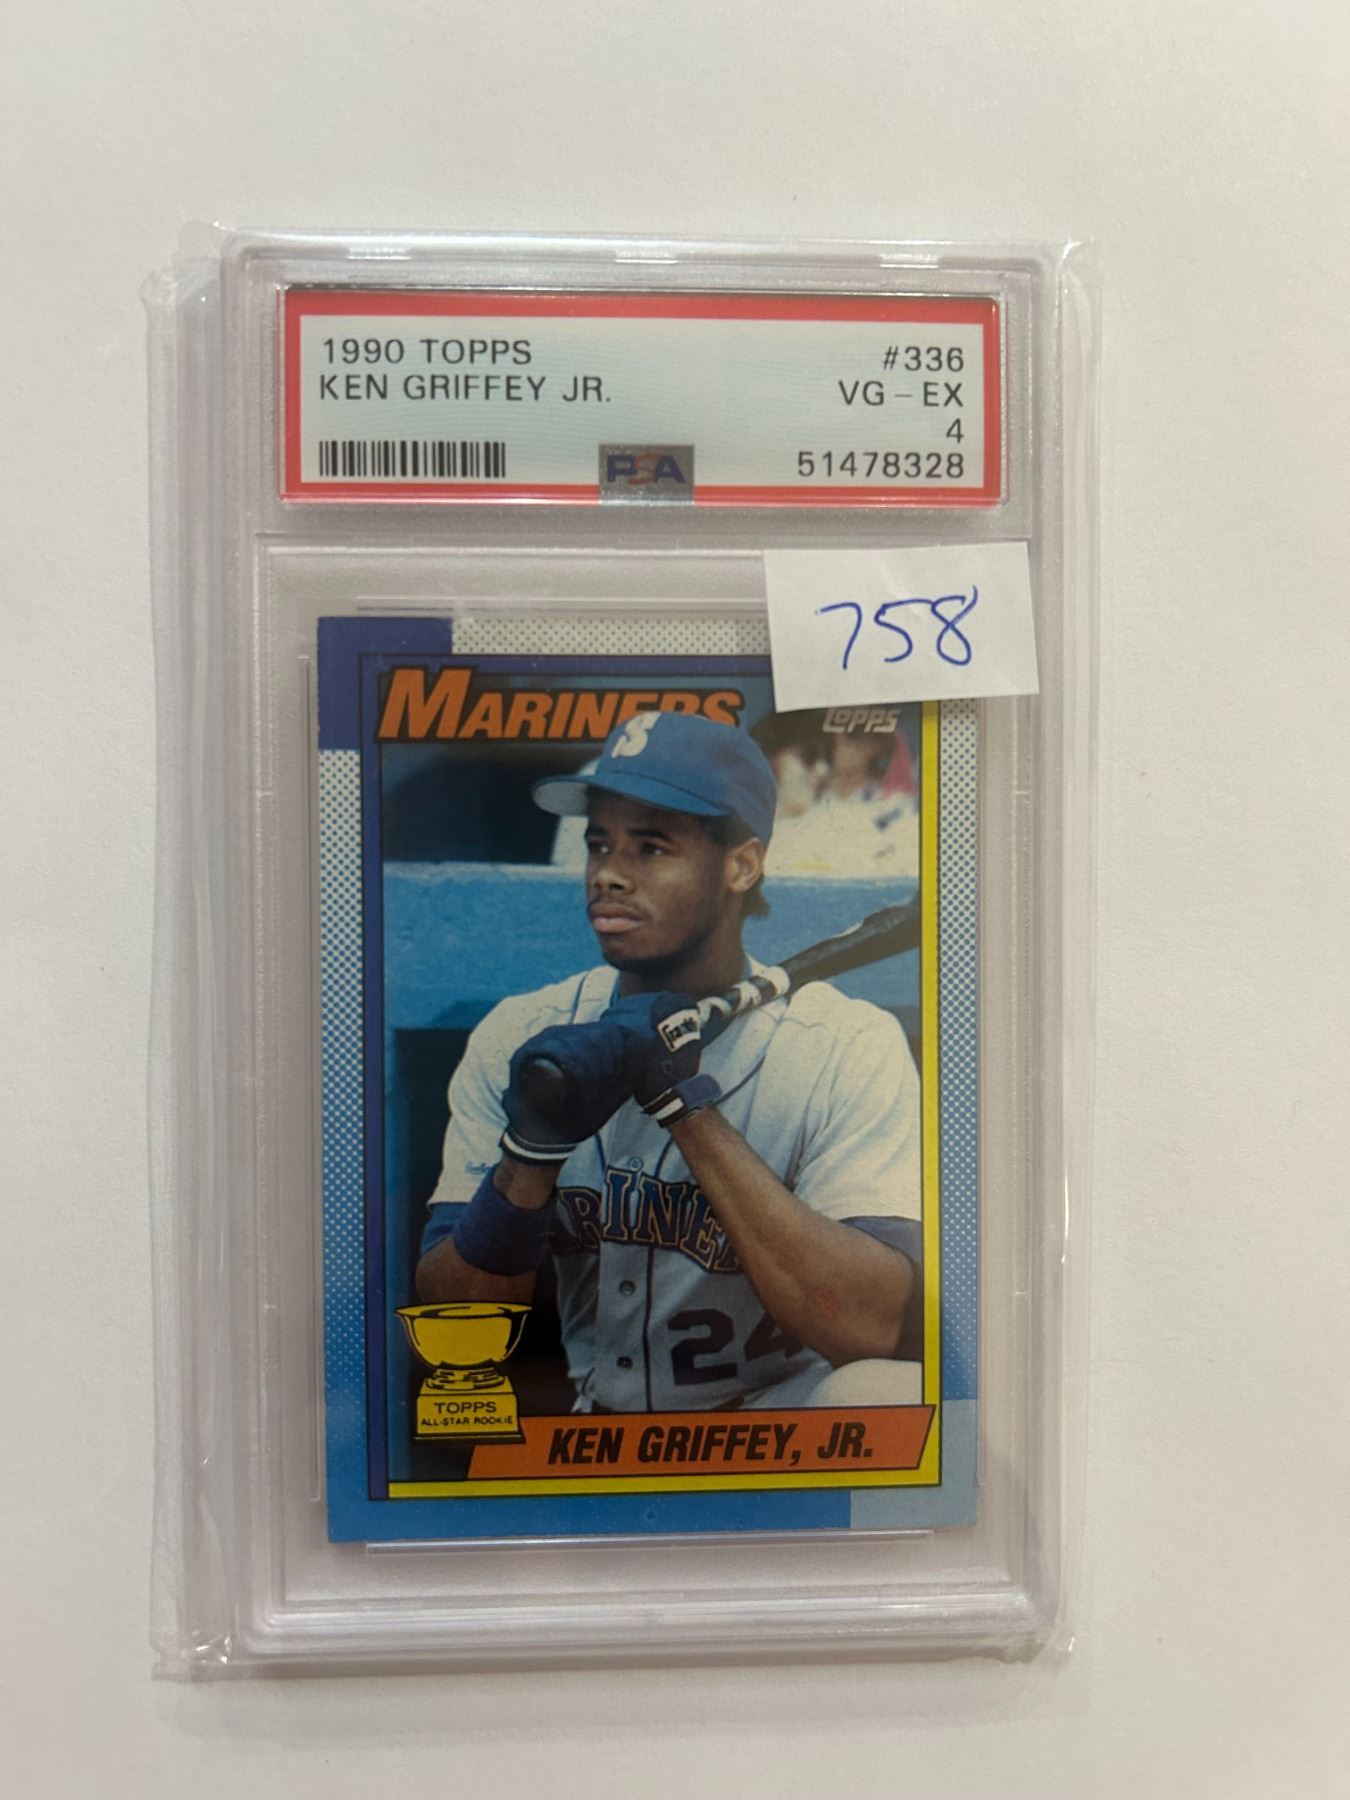 1990 TOPPS #336
KEN GRIFFEY JR. VG - EX
4
PSA 51478328
758
MARINERS
TOPPS
S
Franklin
MARINERS
24
TOPPS
ALL-STAR ROOKIE
KEN GRIFFEY, JR.